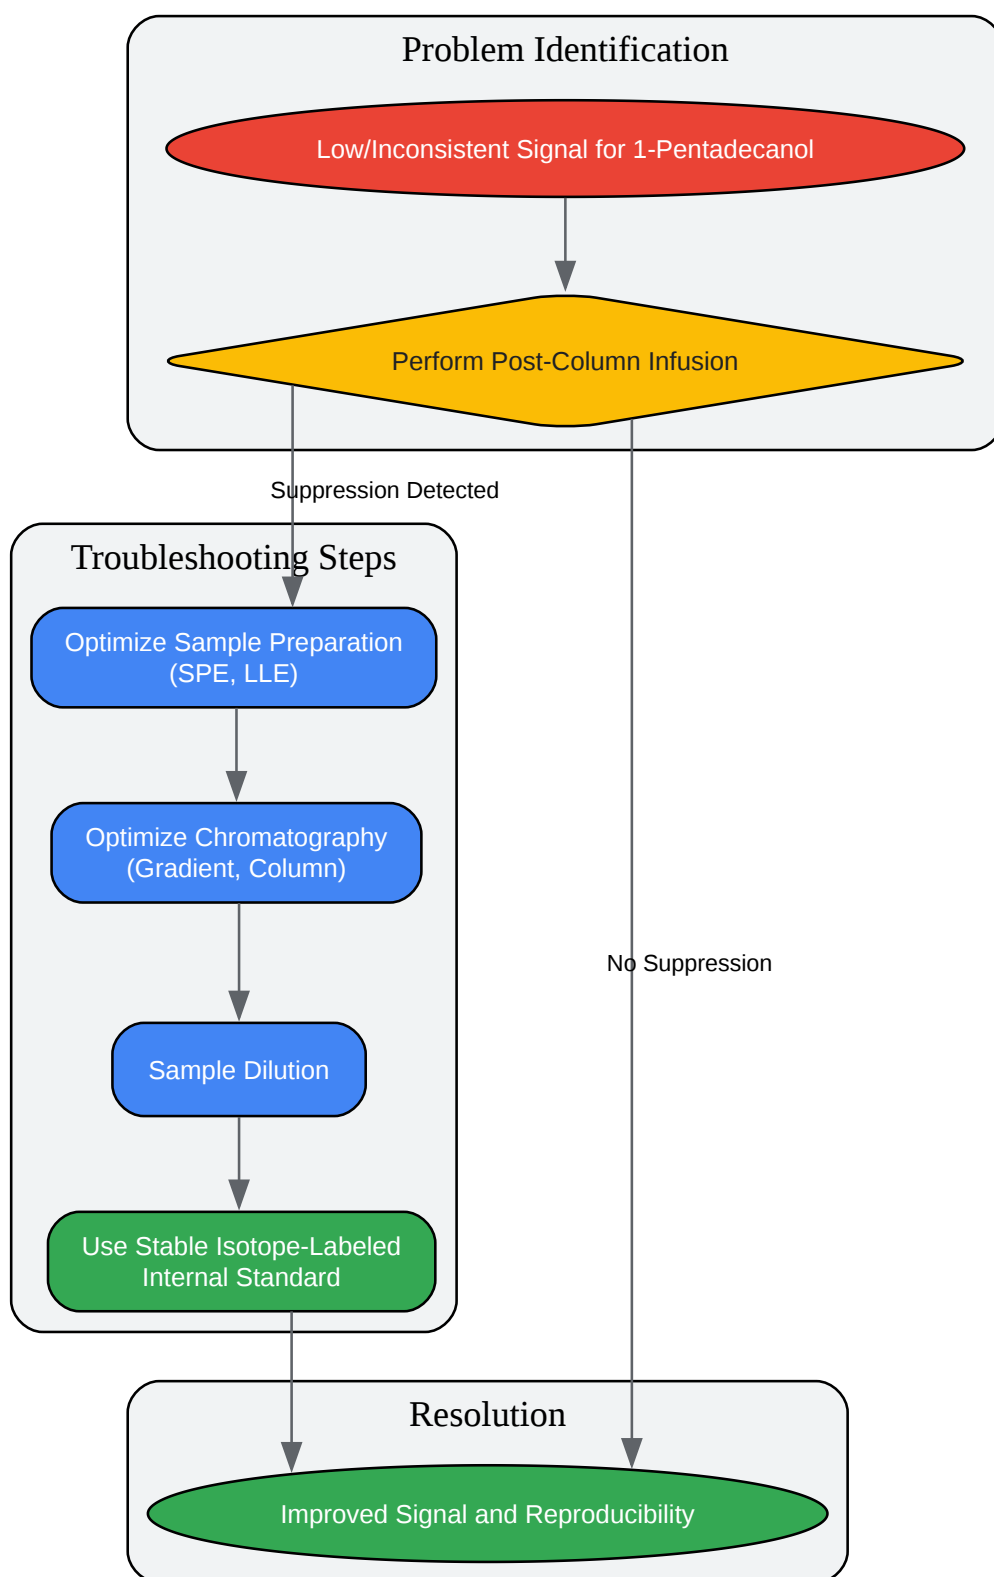 Problem Identification
Low/Inconsistent Signal for 1-Pentadecanol
Perform Post-Column Infusion
Suppression Detected
Troubleshooting Steps
Optimize Sample Preparation
(SPE, LLE)
Optimize Chromatography
(Gradient, Column)
No Suppression
Sample Dilution
Use Stable Isotope-Labeled
Internal Standard
Resolution
Improved Signal and Reproducibility